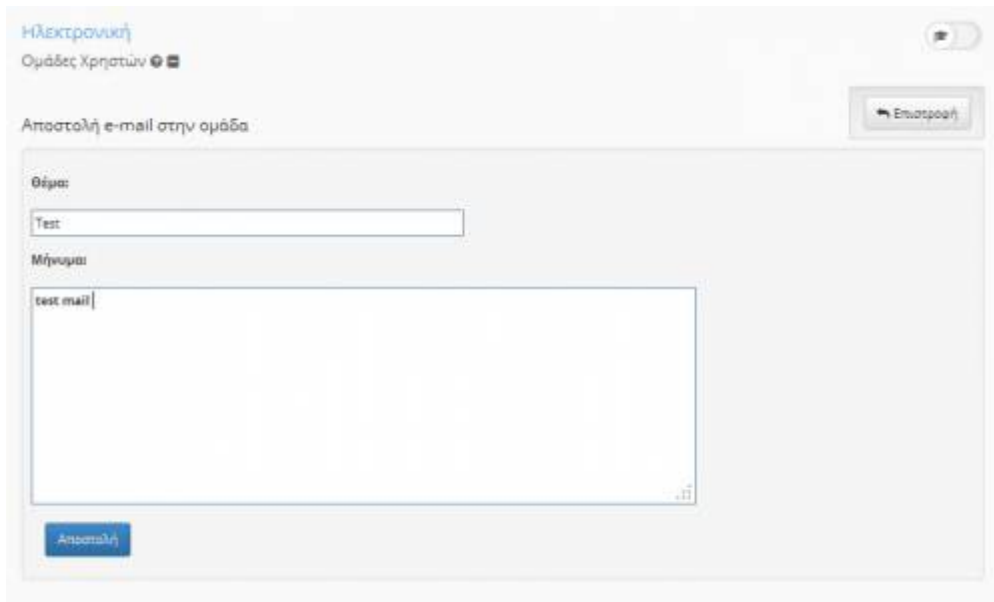 Ηλεκτρονική
Ομάδες Χρηστών
Επιστροφή
Αποστολή e-mail στην ομάδα
Θέμα:
Test
Μήνυμα:
test mail
Αποστολή